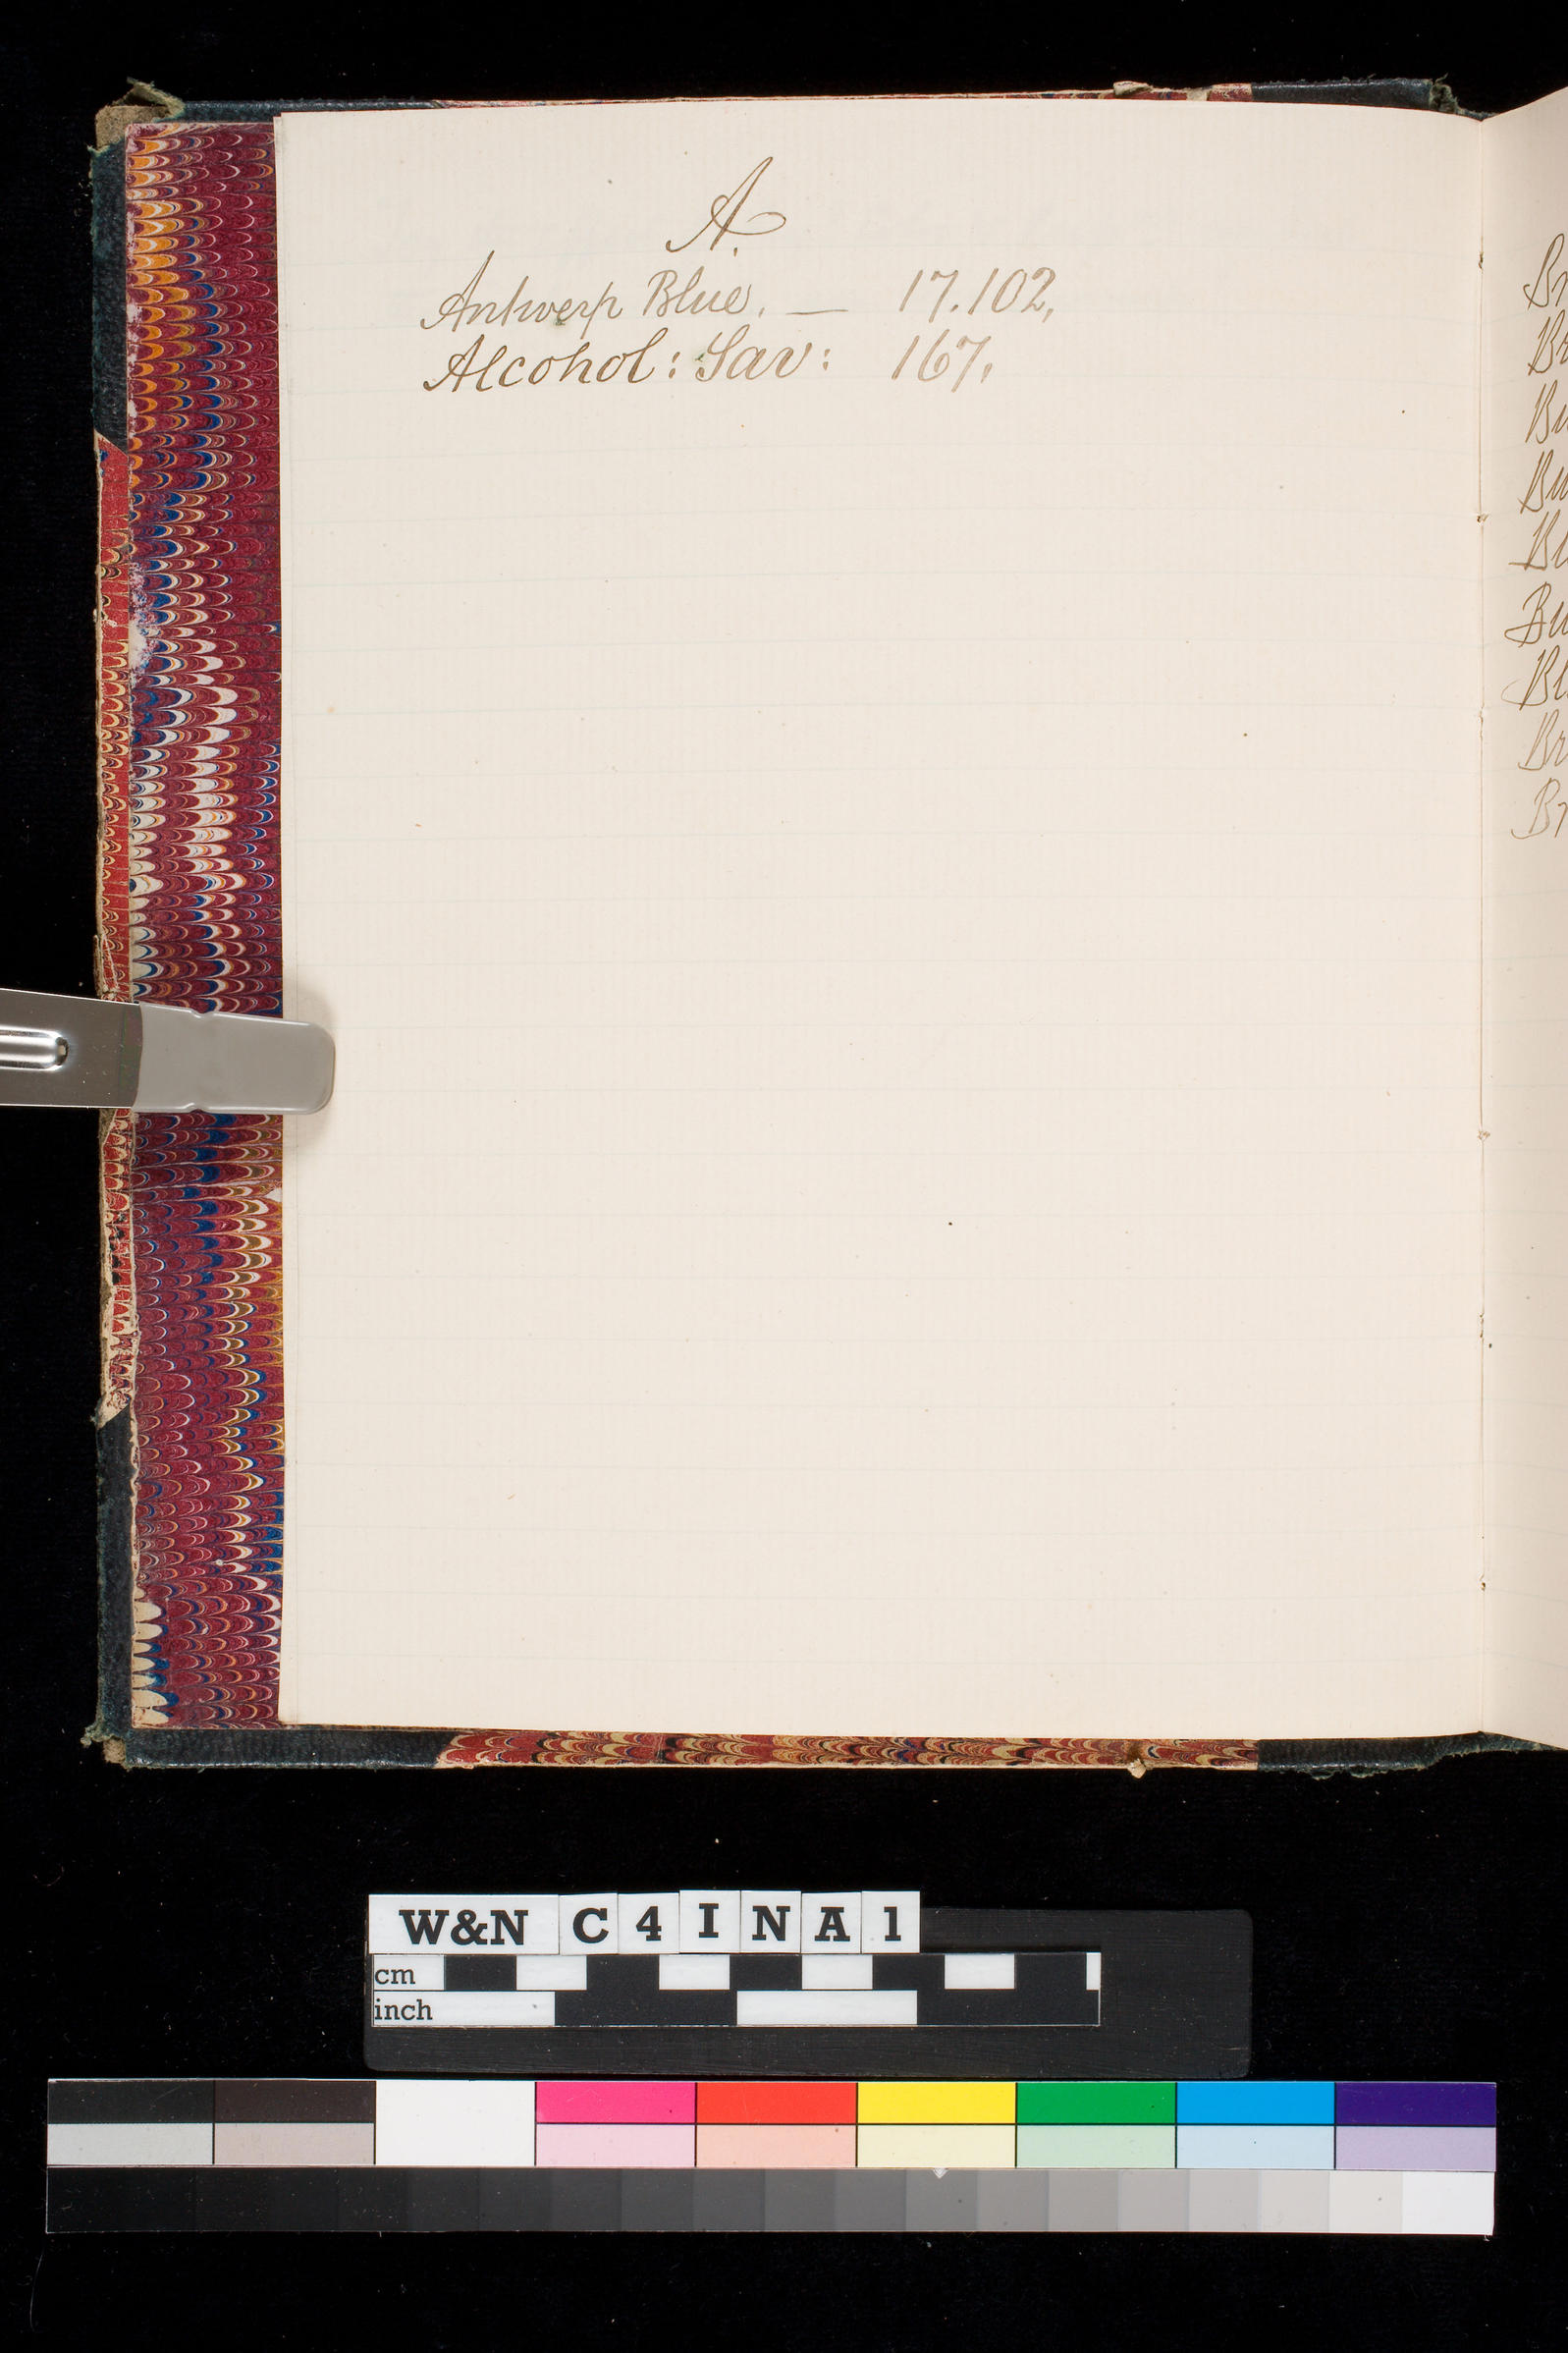 A.
Antwerp Blue. — 17.102,
Alcohol: Sav: 167,
Br
Br
Bu
Bu
Bl
Bu
Bl
Br
Br
W&N C 4 I N A 1
cm
inch